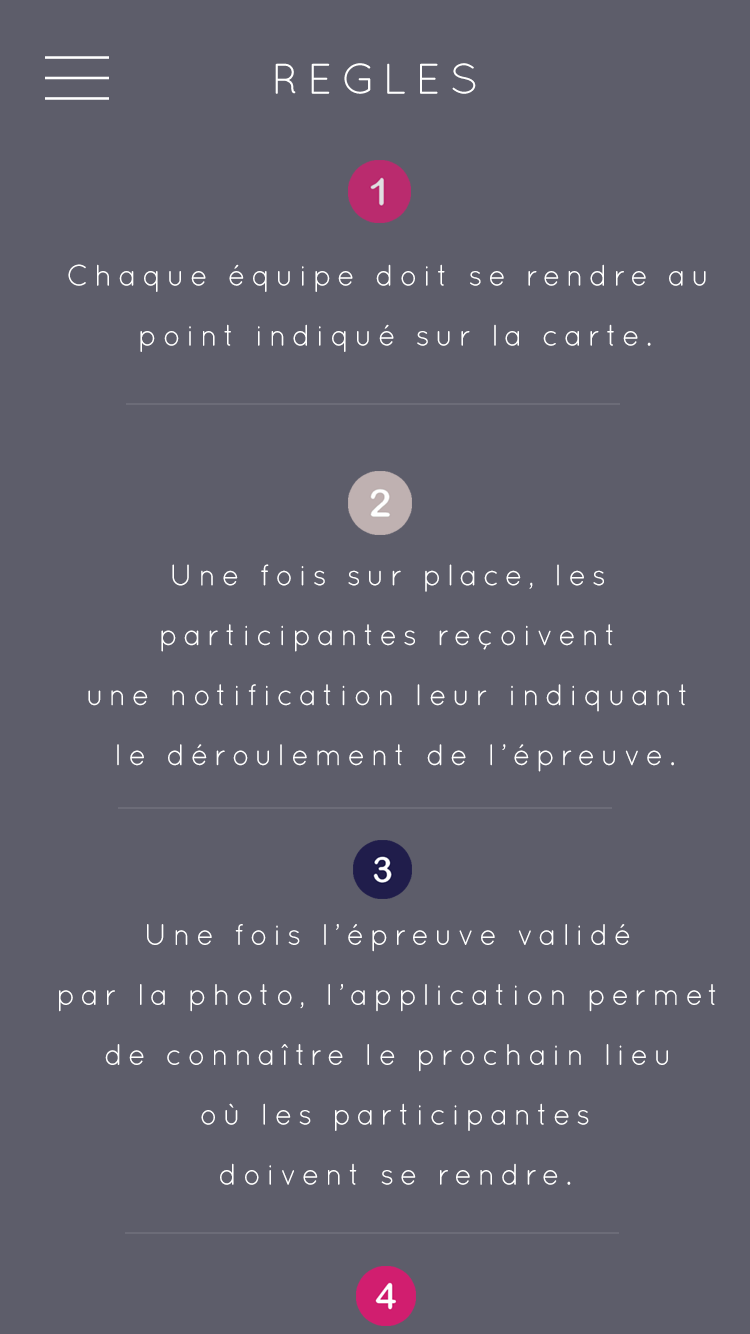 REGLES
1
Chaque équipe doit se rendre au
point indiqué sur la carte.
2
Une fois sur place, les
participantes reçoivent
une notification leur indiquant
le déroulement de l’épreuve.
3
Une fois l’épreuve validé
par la photo, l’application permet
de connaître le prochain lieu
où les participantes
doivent se rendre.
4